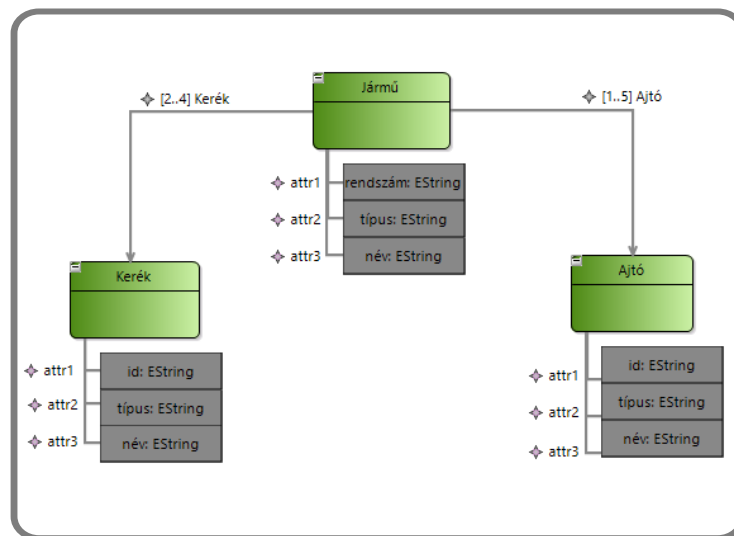 Jármű
[2..4] Kerék
[1..5] Ajtó
attr1 rendszám: EString
attr2 típus: EString
attr3 név: EString
Kerék
attr1 id: EString
attr2 típus: EString
attr3 név: EString
Ajtó
attr1 id: EString
attr2 típus: EString
attr3 név: EString